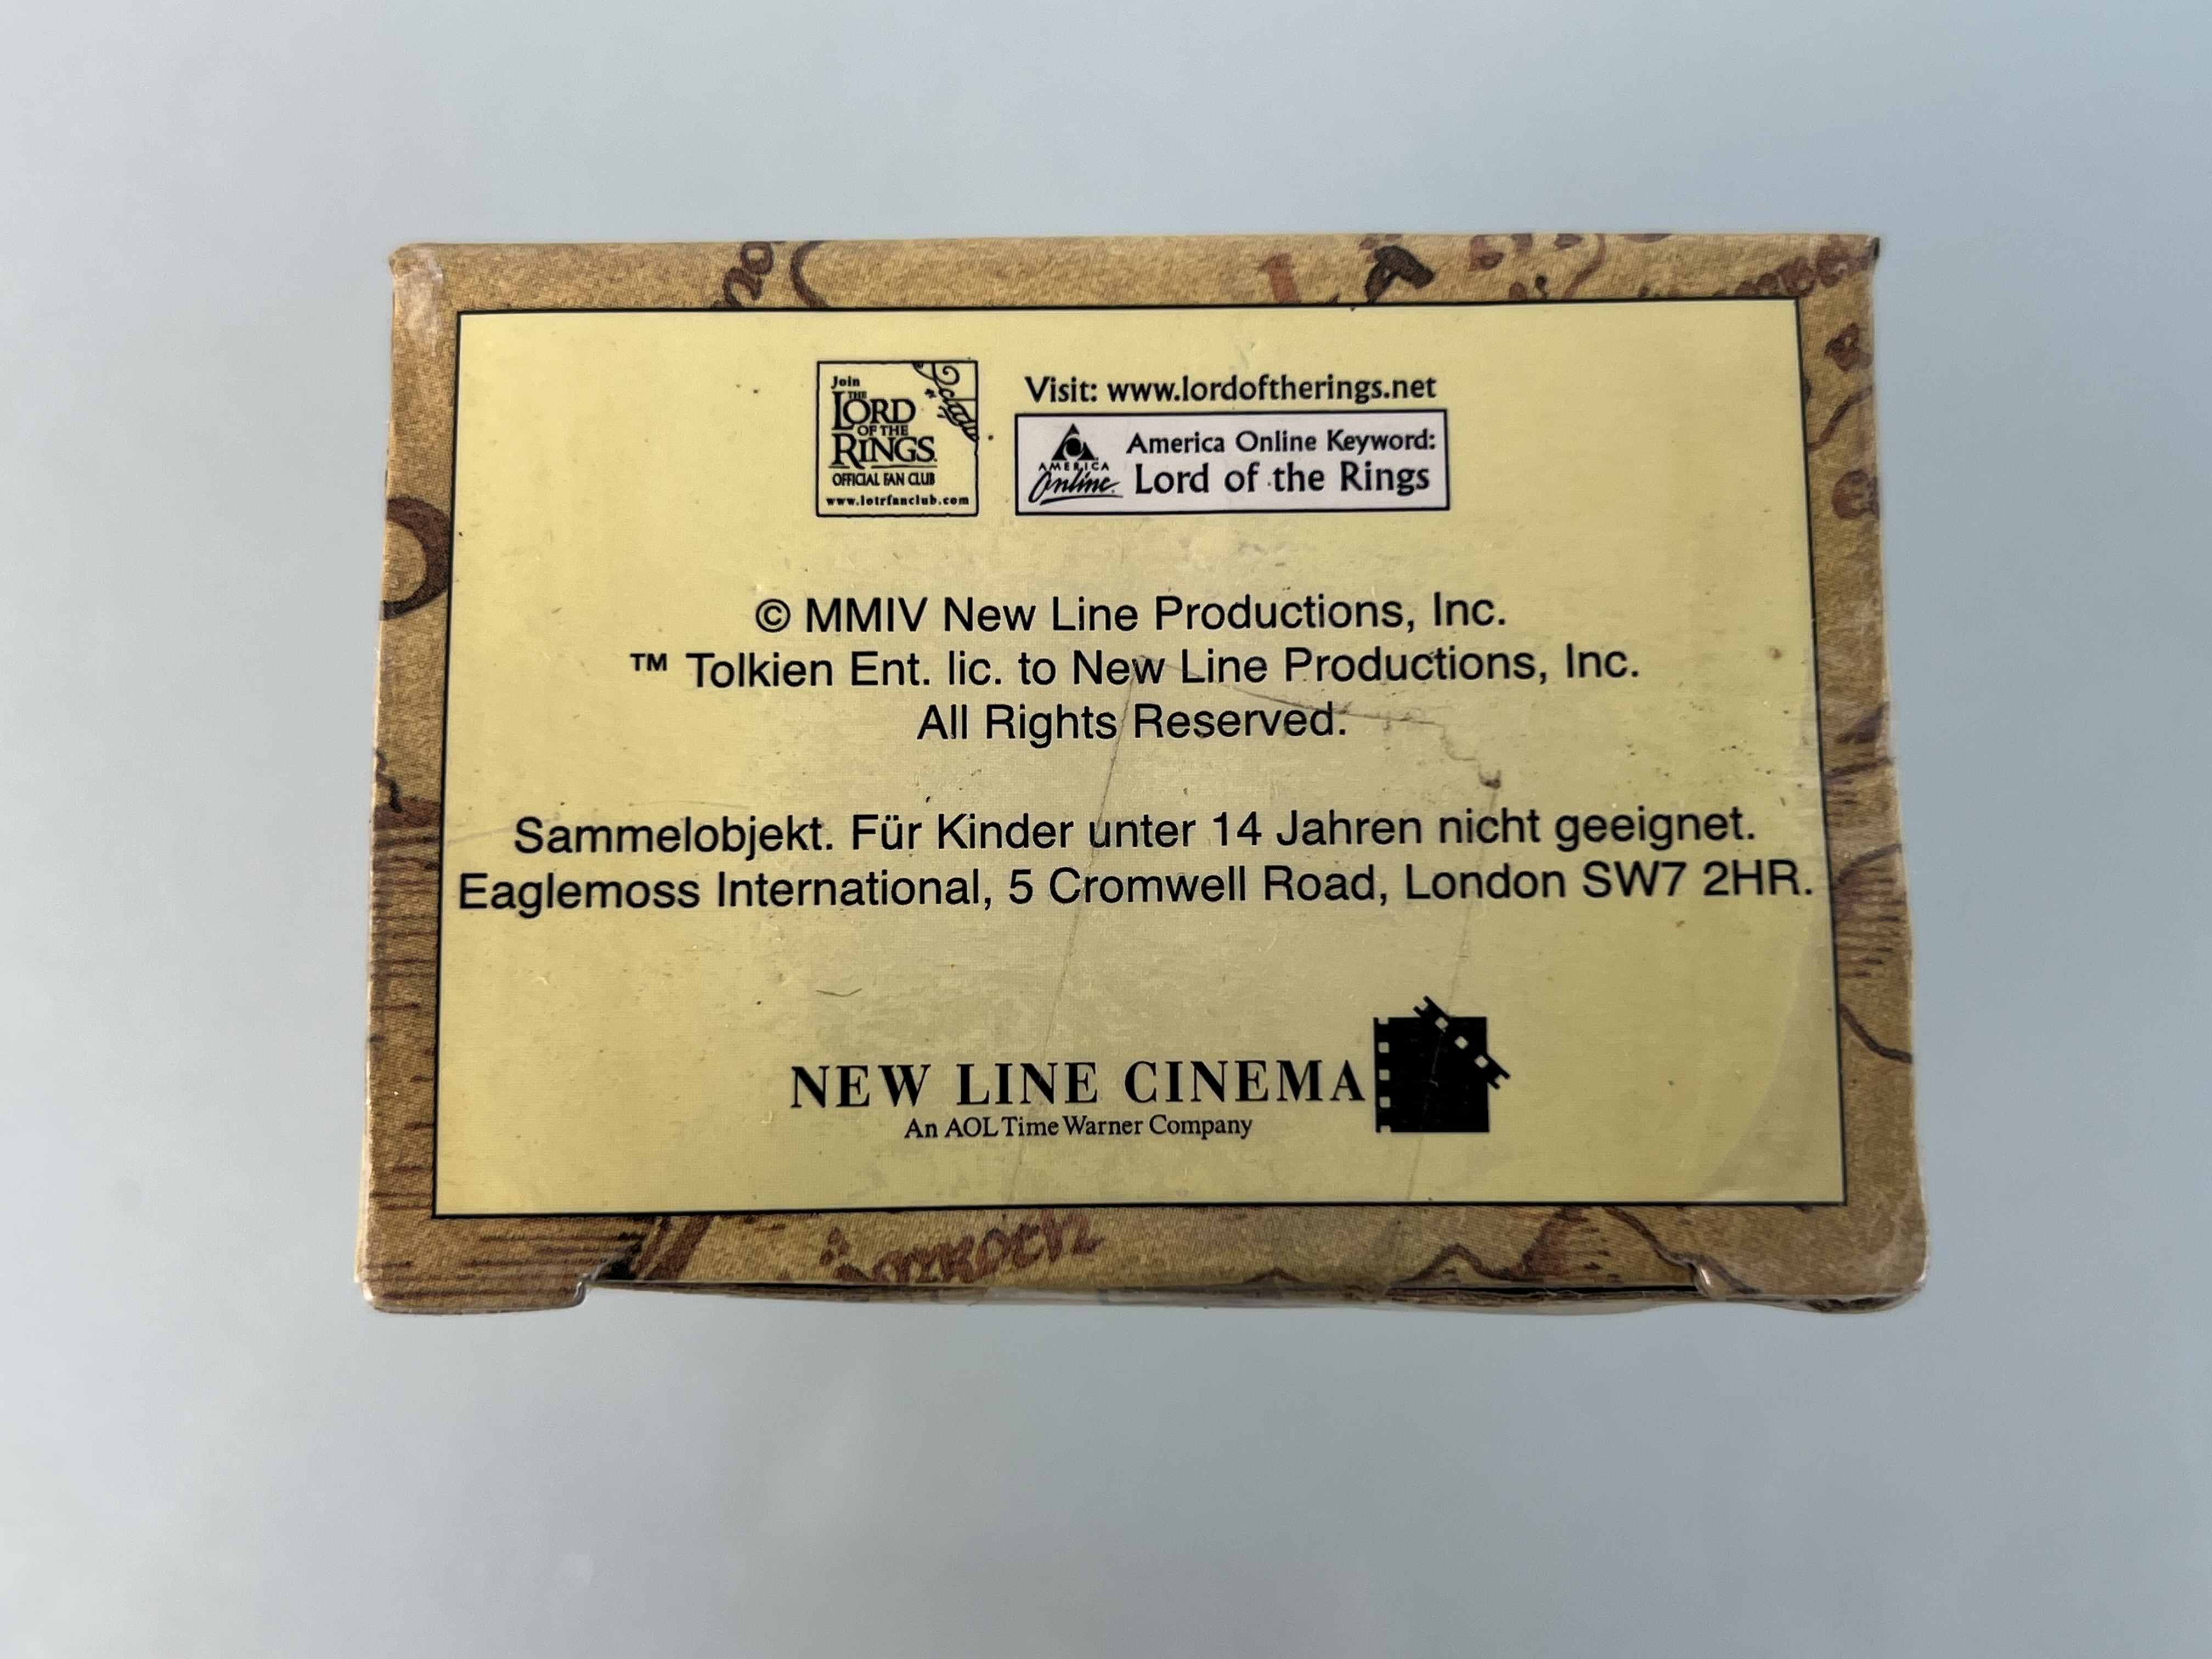 Join
THE
LORD
OF THE
RINGS
OFFICIAL FAN CLUB
www.lotrfanclub.com
Visit: www.lordoftherings.net
AMERICA
Online
America Online Keyword:
Lord of the Rings
© MMIV New Line Productions, Inc.
™ Tolkien Ent. lic. to New Line Productions, Inc.
All Rights Reserved.
Sammelobjekt. Für Kinder unter 14 Jahren nicht geeignet.
Eaglemoss International, 5 Cromwell Road, London SW7 2HR.
NEW LINE CINEMA
An AOL Time Warner Company